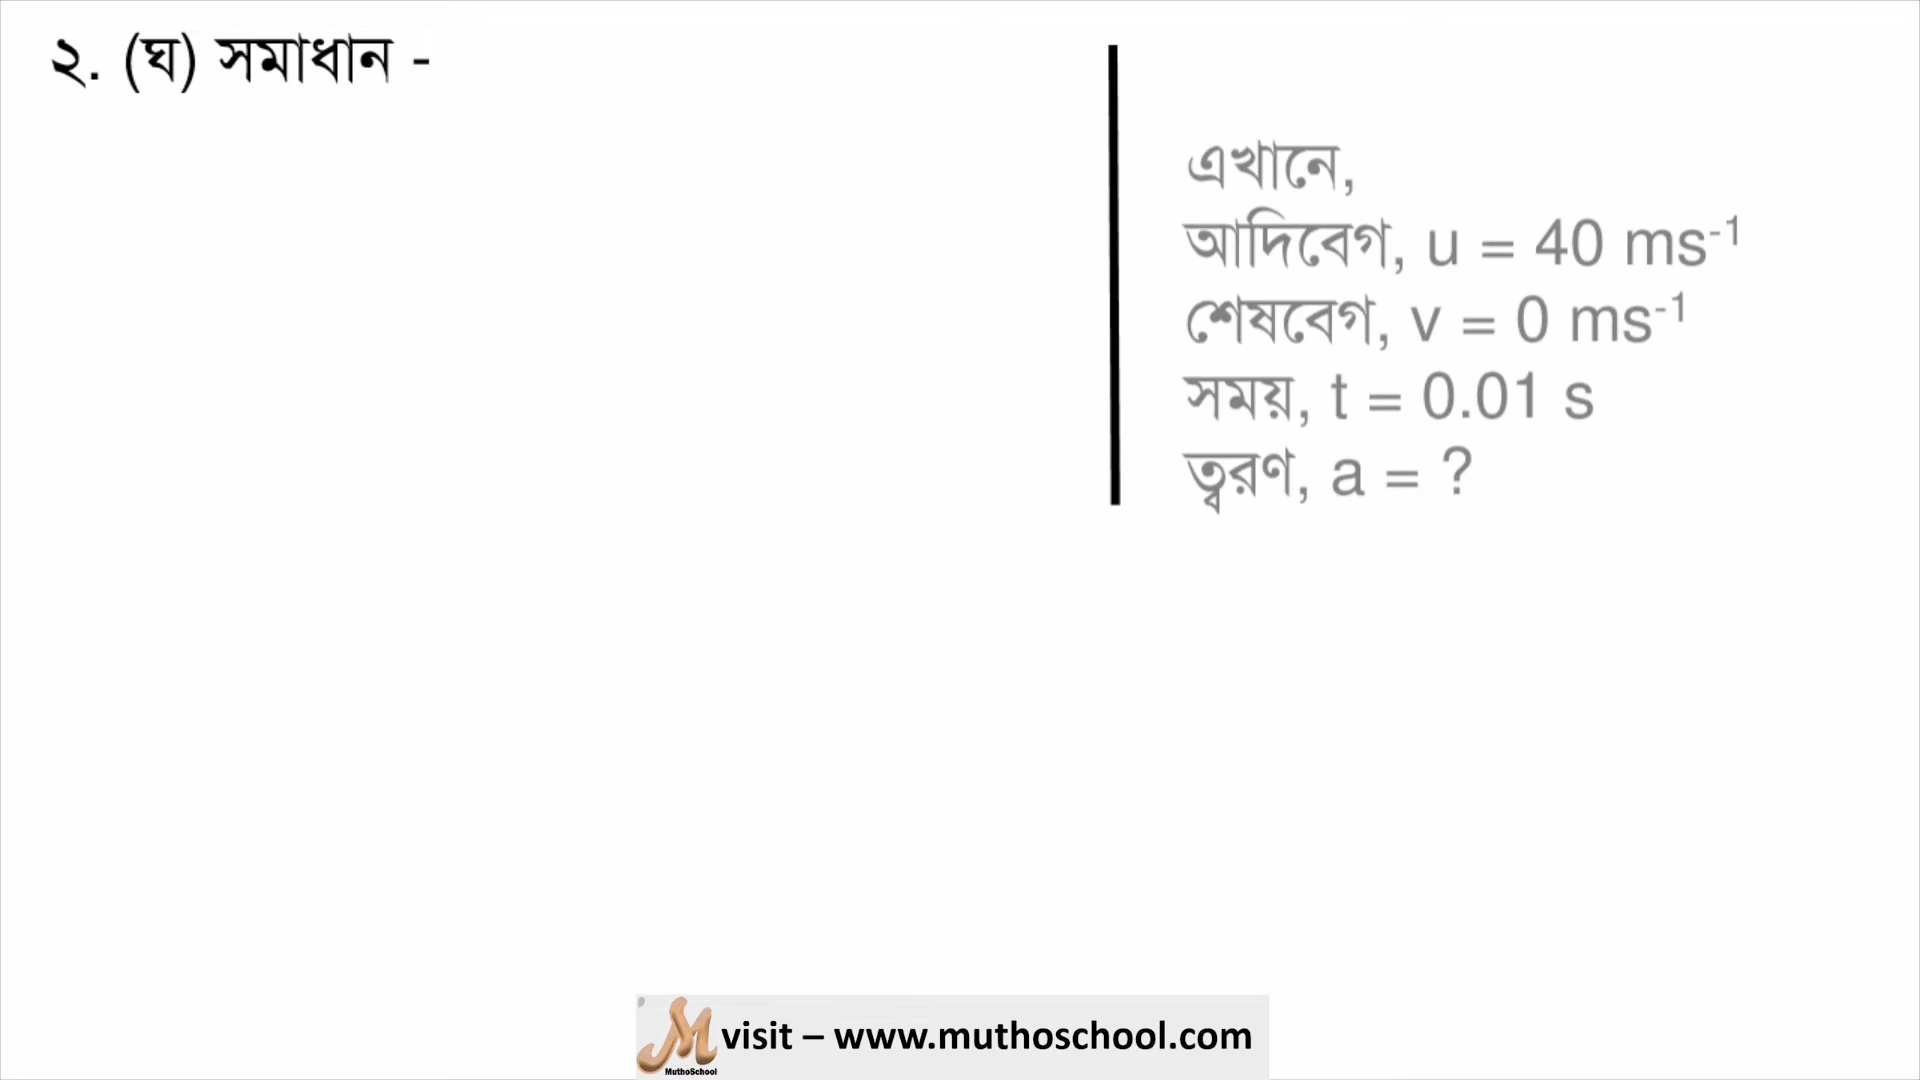 ২. (ঘ) সমাধান -
এখানে,
আদিবেগ, u = 40 ms⁻¹
শেষবেগ, v = 0 ms⁻¹
সময়, t = 0.01 s
ত্বরণ, a = ?
visit – www.muthoschool.com
MuthoSchool